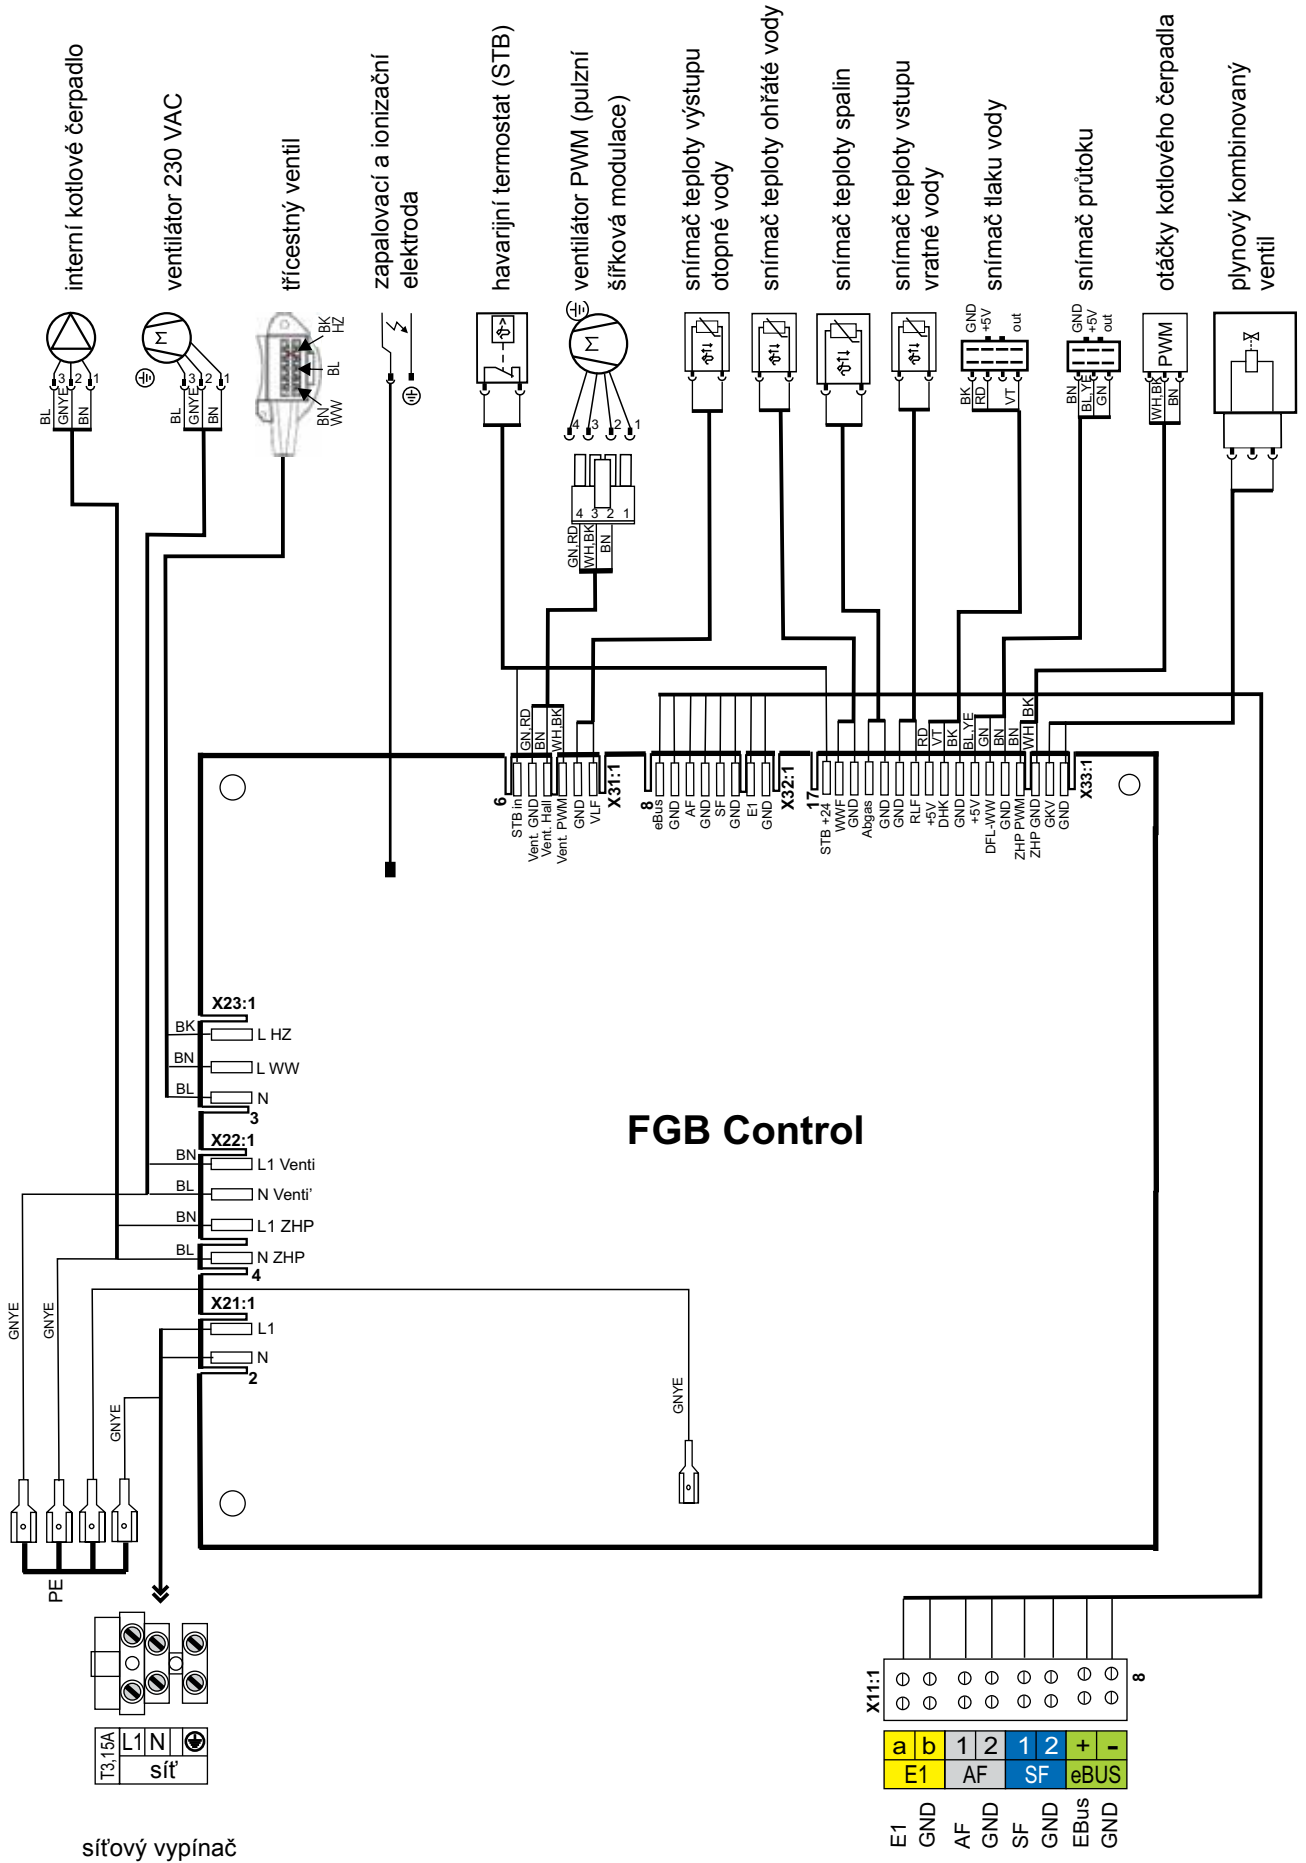 interní kotlové čerpadlo
ventilátor 230 VAC
třícestný ventil
zapalovací a ionizační
elektroda
havarijní termostat (STB)
ventilátor PWM (pulzní
šířková modulace)
snímač teploty výstupu
otopné vody
snímač teploty ohřáté vody
snímač teploty spalin
snímač teploty vstupu
vratné vody
snímač tlaku vody
snímač průtoku
otáčky kotlového čerpadla
plynový kombinovaný
ventil
BK
HZ
BL
BN
WW
M
M
GND
+5V
out
GND
+5V
out
PWM
3
2
1
BL
GNYE
BN
3
2
1
BL
GNYE
BN
4
3
2
1
4
3
2
1
GN,RD
WH,BK
BN
BK
RD
VT
BN
BL,YE
GN
WH,BK
BN
GN,RD
BN
WH,BK
RD
VT
BK
BL,YE
GN
BN
BN
WH
BK
6
STB in
Vent. GND
Vent. Hall
Vent. PWM
GND
VLF
X31:1
8
eBus
GND
AF
GND
SF
GND
E1
GND
X32:1
17
STB +24
WWF
GND
Abgas
GND
GND
RLF
+5V
DHK
GND
+5V
DFL-WW
GND
ZHP PWM
ZHP GND
GKV
GND
X33:1
X23:1
BK
L HZ
BN
L WW
BL
N
3
FGB Control
X22:1
BN
L1 Venti
BL
N Venti'
BN
L1 ZHP
BL
N ZHP
4
X21:1
L1
N
2
GNYE
GNYE
GNYE
GNYE
PE
T3,15A
L1 N
síť
síťový vypínač
X11:1
8
a b 1 2 1 2 + -
E1 AF SF eBUS
E1
GND
AF
GND
SF
GND
EBus
GND